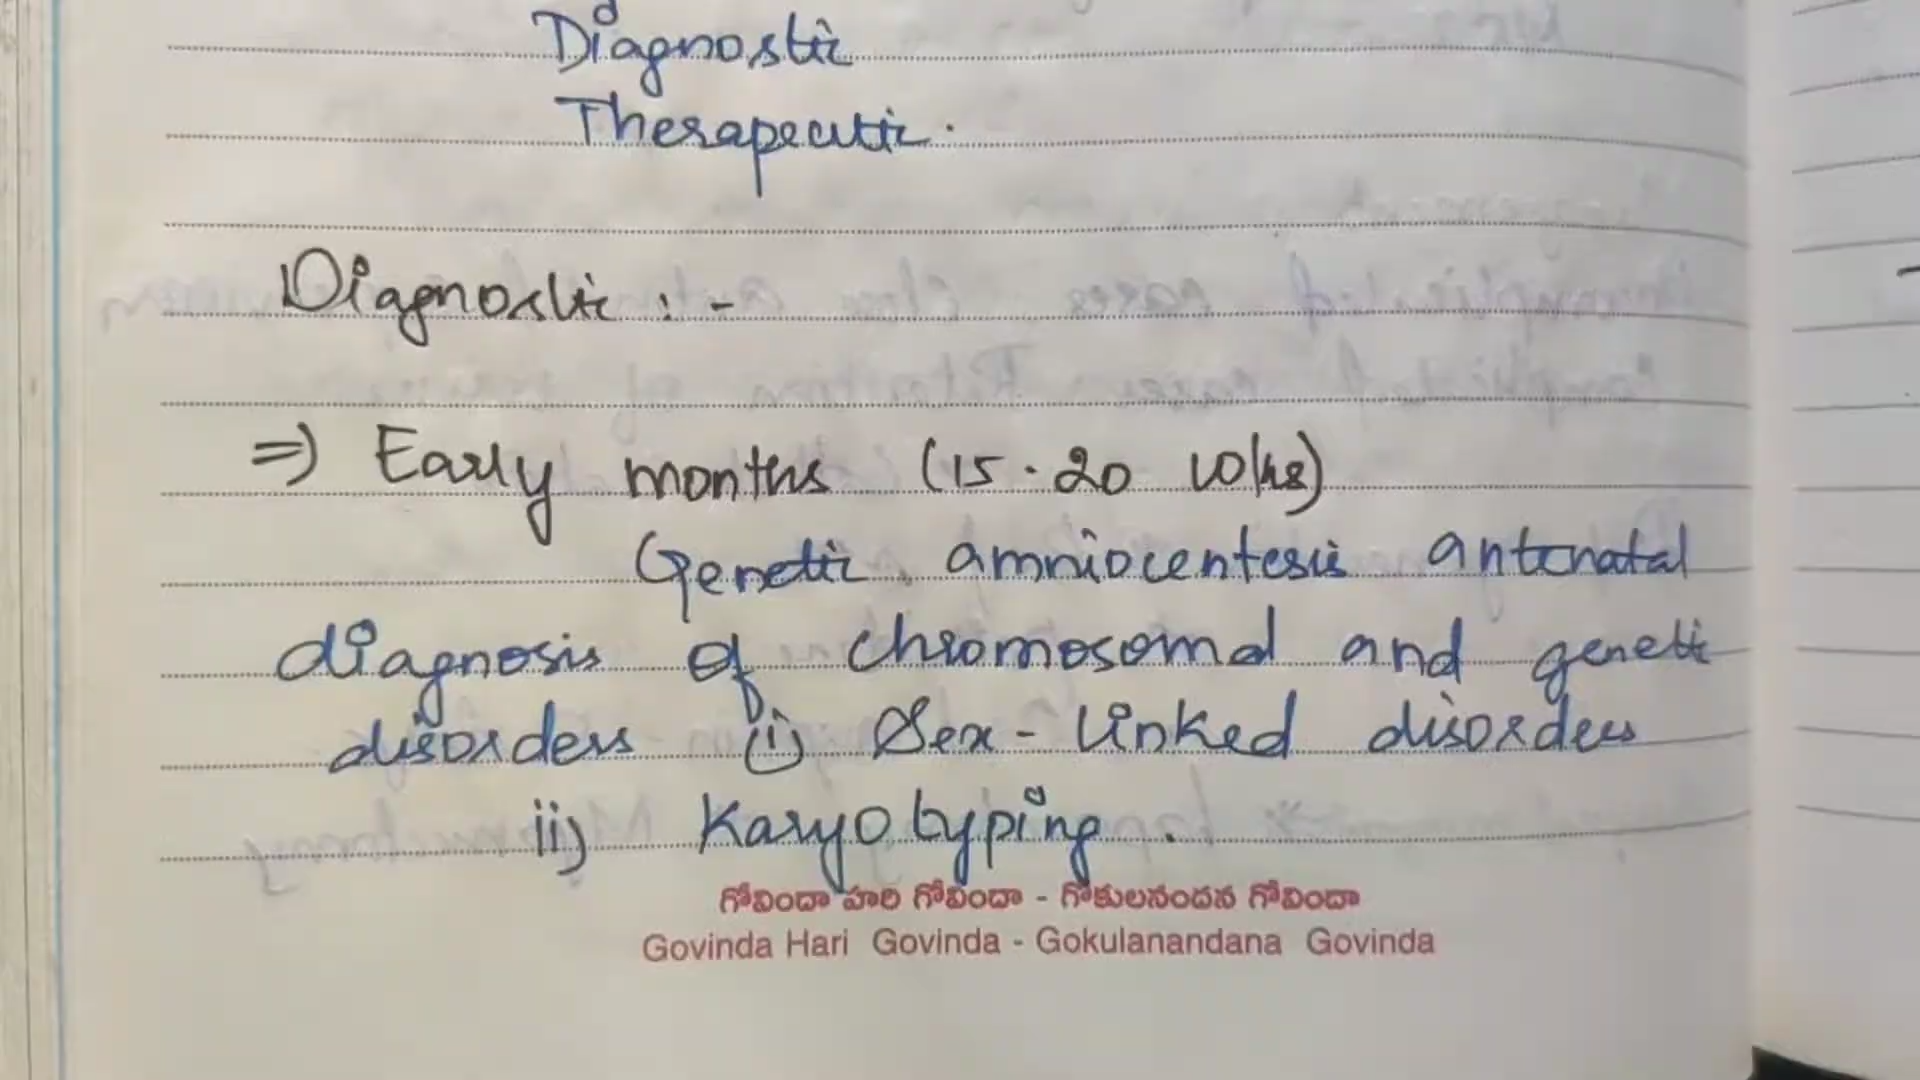 Diagnostic
Therapeutic.
Diagnostic :-
=> Early months (15-20 wks)
Genetic amniocentesis antenatal
diagnosis of chromosomal and genetic
disorders (i) Sex-linked disorders
ii) Karyotyping.
గోవిందా హరి గోవిందా - గోకులనందన గోవిందా
Govinda Hari Govinda - Gokulanandana Govinda